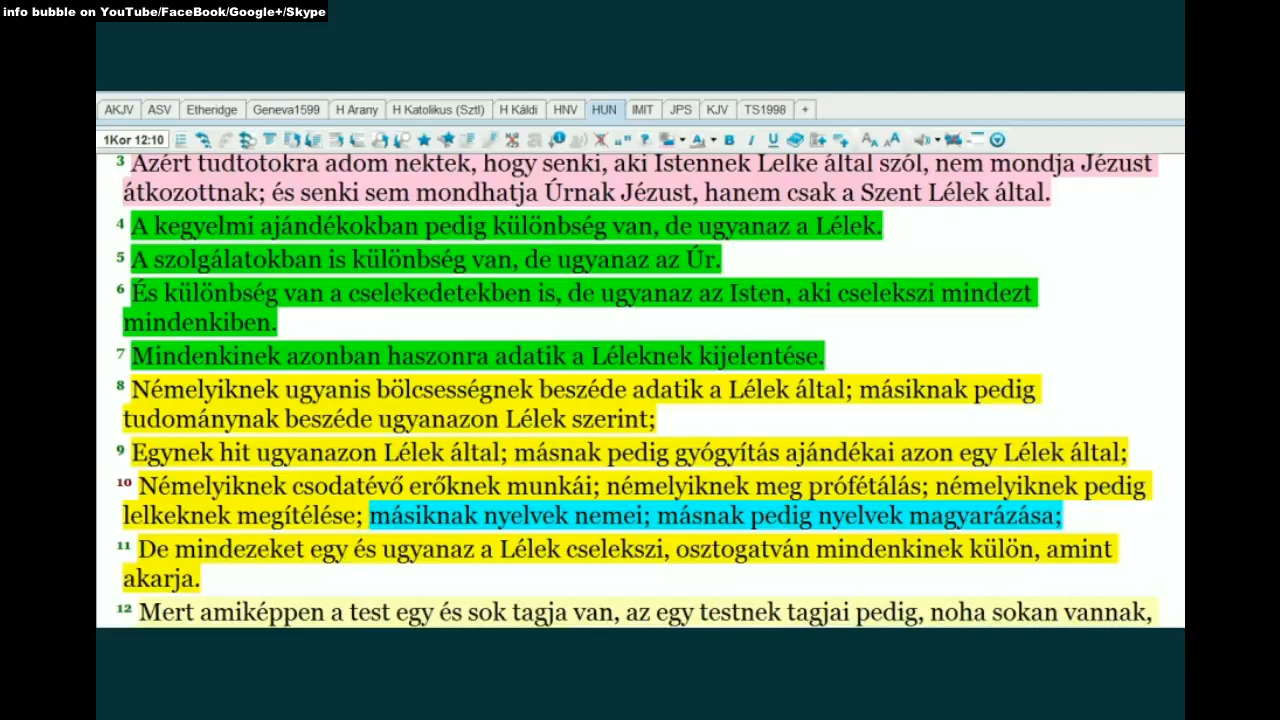 info bubble on YouTube/FaceBook/Google+/Skype
AKJV ASV Etheridge Geneva1599 H Arany H Katolikus (Sztl) H Káldi HNV HUN IMIT JPS KJV TS1998 +
1Kor 12:10
3 Azért tudtotokra adom néktek, hogy senki, aki Istennek Lelke által szól, nem mondja Jézust
átkozottnak; és senki sem mondhatja Úrnak Jézust, hanem csak a Szent Lélek által.
4 A kegyelmi ajándékokban pedig különbség van, de ugyanaz a Lélek.
5 A szolgálatokban is különbség van, de ugyanaz az Úr.
6 És különbség van a cselekedetekben is, de ugyanaz az Isten, aki cselekszi mindezt
mindenkiben.
7 Mindenkinek azonban haszonra adatik a Léleknek kijelentése.
8 Némelyiknek ugyanis bölcsességnek beszéde adatik a Lélek által; másiknak pedig
tudománynak beszéde ugyanazon Lélek szerint;
9 Egynek hit ugyanazon Lélek által; másnak pedig gyógyítás ajándékai azon egy Lélek által;
10 Némelyiknek csodatévő erőknek munkái; némelyiknek meg prófétálás; némelyiknek pedig
lelkeknek megítélése; másiknak nyelvek nemei; másnak pedig nyelvek magyarázása;
11 De mindezeket egy és ugyanaz a Lélek cselekszi, osztogatván mindenkinek külön, amint
akarja.
12 Mert amiképpen a test egy és sok tagja van, az egy testnek tagjai pedig, noha sokan vannak,